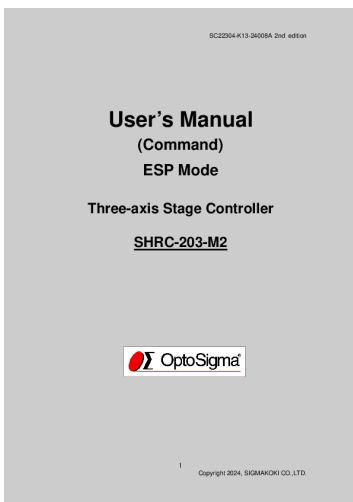 SC22304-K13-24008A 2nd edition
User's Manual
(Command)
ESP Mode
Three-axis Stage Controller
SHRC-203-M2
OptoSigma®
1
Copyright 2024, SIGMAKOKI CO.,LTD.